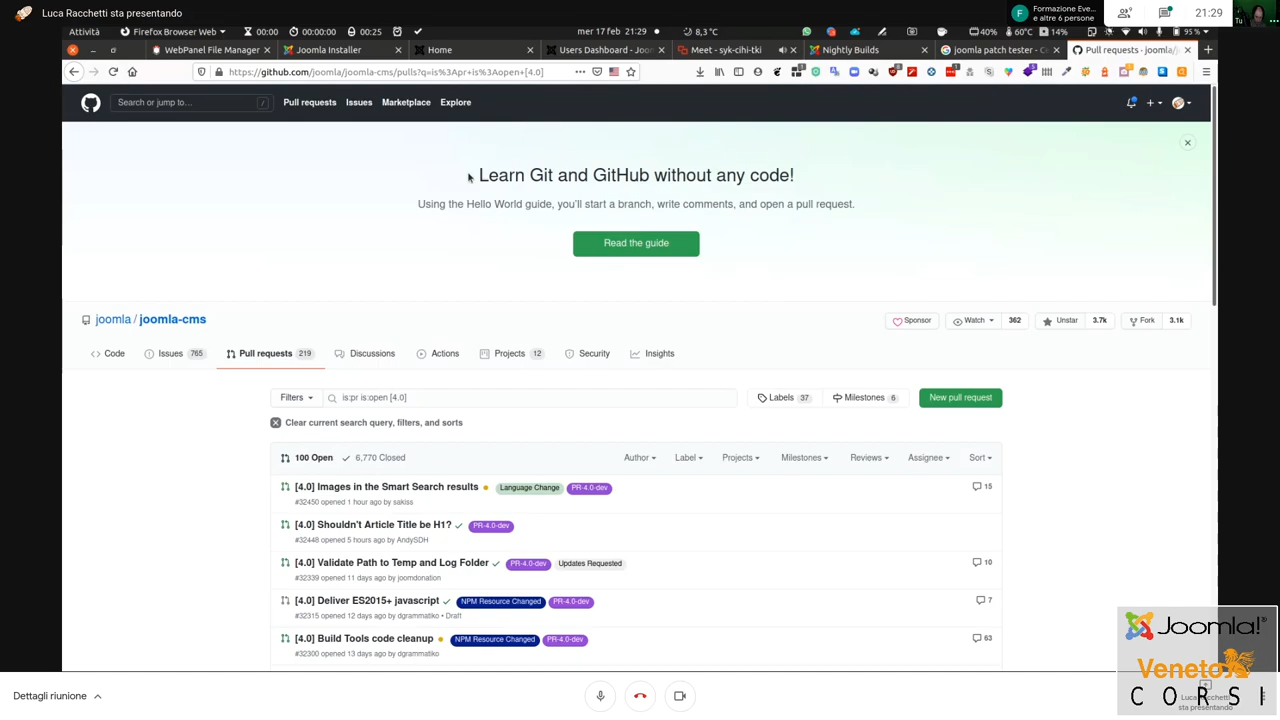 Luca Racchetti sta presentando
F Formazione Eve...
e altre 6 persone
9
21:29
Tu
Attività Firefox Web Browser 00:00 00:00:00 00:25 mer 17 feb 21:29 8,3 °C 40% 60°C 14% 95 %
WebPanel File Manager × Joomla Installer × Home × Users Dashboard - Joom × Meet - syk-cihi-tki × Nightly Builds × joomla patch tester - C × Pull requests · joomla/jo ×
https://github.com/joomla/joomla-cms/pulls?q=is%3Apr+is%3Aopen+[4.0]
Search or jump to... / Pull requests Issues Marketplace Explore
Learn Git and GitHub without any code!
Using the Hello World guide, you'll start a branch, write comments, and open a pull request.
Read the guide
joomla / joomla-cms
Sponsor Watch 362 Unstar 3.7k Fork 3.1k
Code Issues 765 Pull requests 219 Discussions Actions Projects 12 Security Insights
Filters is:pr is:open [4.0] Labels 37 Milestones 6 New pull request
Clear current search query, filters, and sorts
100 Open 6,770 Closed Author Label Projects Milestones Reviews Assignee Sort
[4.0] Images in the Smart Search results Language Change PR-4.0-dev 15
#32450 opened 1 hour ago by sakiss
[4.0] Shouldn't Article Title be H1? PR-4.0-dev
#32448 opened 5 hours ago by AndySDH
[4.0] Validate Path to Temp and Log Folder PR-4.0-dev Updates Requested 10
#32339 opened 11 days ago by joomdonation
[4.0] Deliver ES2015+ javascript NPM Resource Changed PR-4.0-dev 7
#32315 opened 12 days ago by dgrammatiko • Draft
[4.0] Build Tools code cleanup NPM Resource Changed PR-4.0-dev 63
#32300 opened 13 days ago by dgrammatiko
Joomla!®
Veneto
CORSI
Luca Racchetti
sta presentando
Dettagli riunione